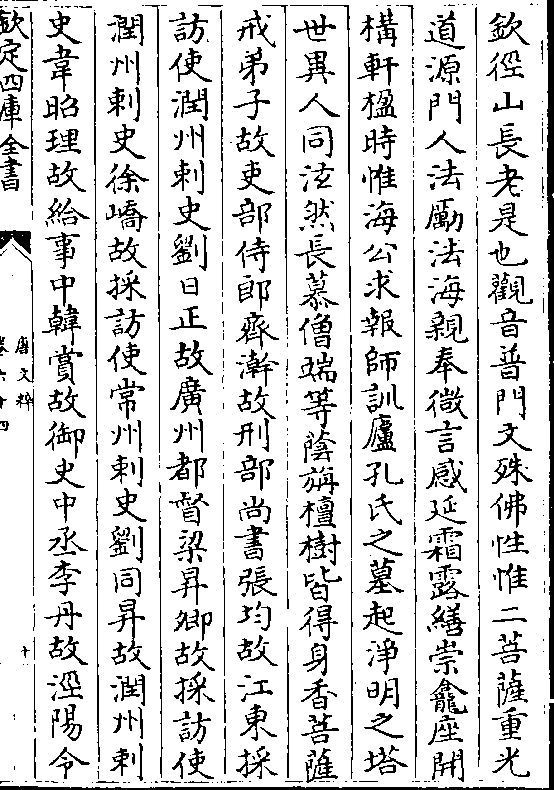 欽徑山長老是也觀音普門文殊佛性惟二菩薩重光
道源門人法勵法海親奉微言感延霜露繕崇龕座開
構軒楹時惟海公求報師訓廬孔氏之墓起淨明之塔
世異人同泫然長慕僧端等蔭旃檀樹皆得身香菩薩
戒弟子故吏部侍郎齊澣故刑部尚書張均故江東採
訪使潤州刺史劉日正故廣州都督梁昇卿故採訪使
潤州刺史徐嶠故採訪使常州刺史劉同昇故潤州刺
史韋昭理故給事中韓賞故御史中丞李丹故涇陽令
欽定四庫全書
唐文粹
卷六十四
十